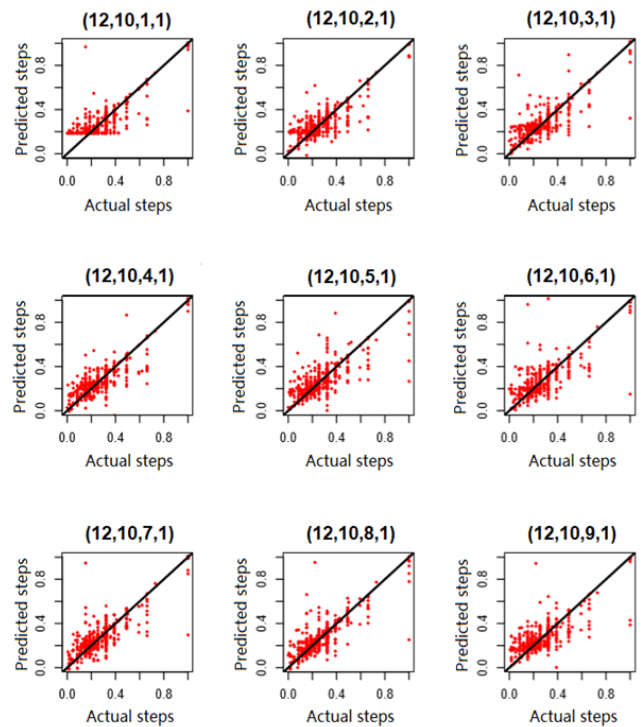 (12,10,1,1) (12,10,2,1) (12,10,3,1)
Predicted steps Predicted steps Predicted steps
0.8 0.8 0.8
0.4 0.4 0.4
0.0 0.0 0.0
0.0 0.4 0.8 0.0 0.4 0.8 0.0 0.4 0.8
Actual steps Actual steps Actual steps
(12,10,4,1) (12,10,5,1) (12,10,6,1)
Predicted steps Predicted steps Predicted steps
0.8 0.8 0.8
0.4 0.4 0.4
0.0 0.0 0.0
0.0 0.4 0.8 0.0 0.4 0.8 0.0 0.4 0.8
Actual steps Actual steps Actual steps
(12,10,7,1) (12,10,8,1) (12,10,9,1)
Predicted steps Predicted steps Predicted steps
0.8 0.8 0.8
0.4 0.4 0.4
0.0 0.0 0.0
0.0 0.4 0.8 0.0 0.4 0.8 0.0 0.4 0.8
Actual steps Actual steps Actual steps